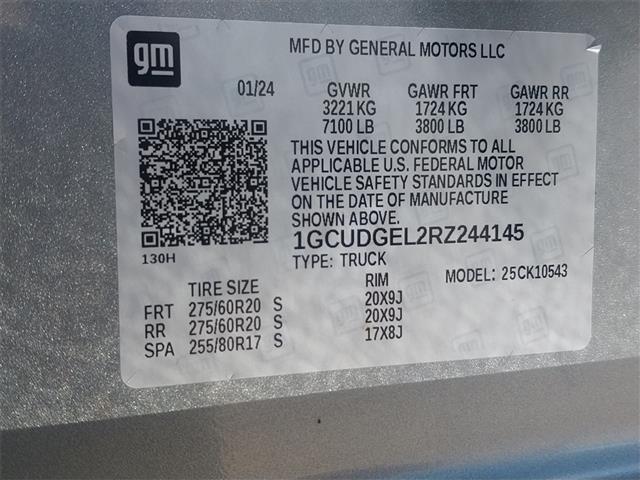 gm
MFD BY GENERAL MOTORS LLC
01/24 GVWR GAWR FRT GAWR RR
3221 KG 1724 KG 1724 KG
7100 LB 3800 LB 3800 LB
THIS VEHICLE CONFORMS TO ALL
APPLICABLE U.S. FEDERAL MOTOR
VEHICLE SAFETY STANDARDS IN EFFECT
ON THE DATE OF MANUFACTURE
SHOWN ABOVE.
1GCUDGEL2RZ244145
130H
TYPE: TRUCK MODEL: 25CK10543
TIRE SIZE RIM
FRT 275/60R20 S 20X9J
RR 275/60R20 S 20X9J
SPA 255/80R17 S 17X8J